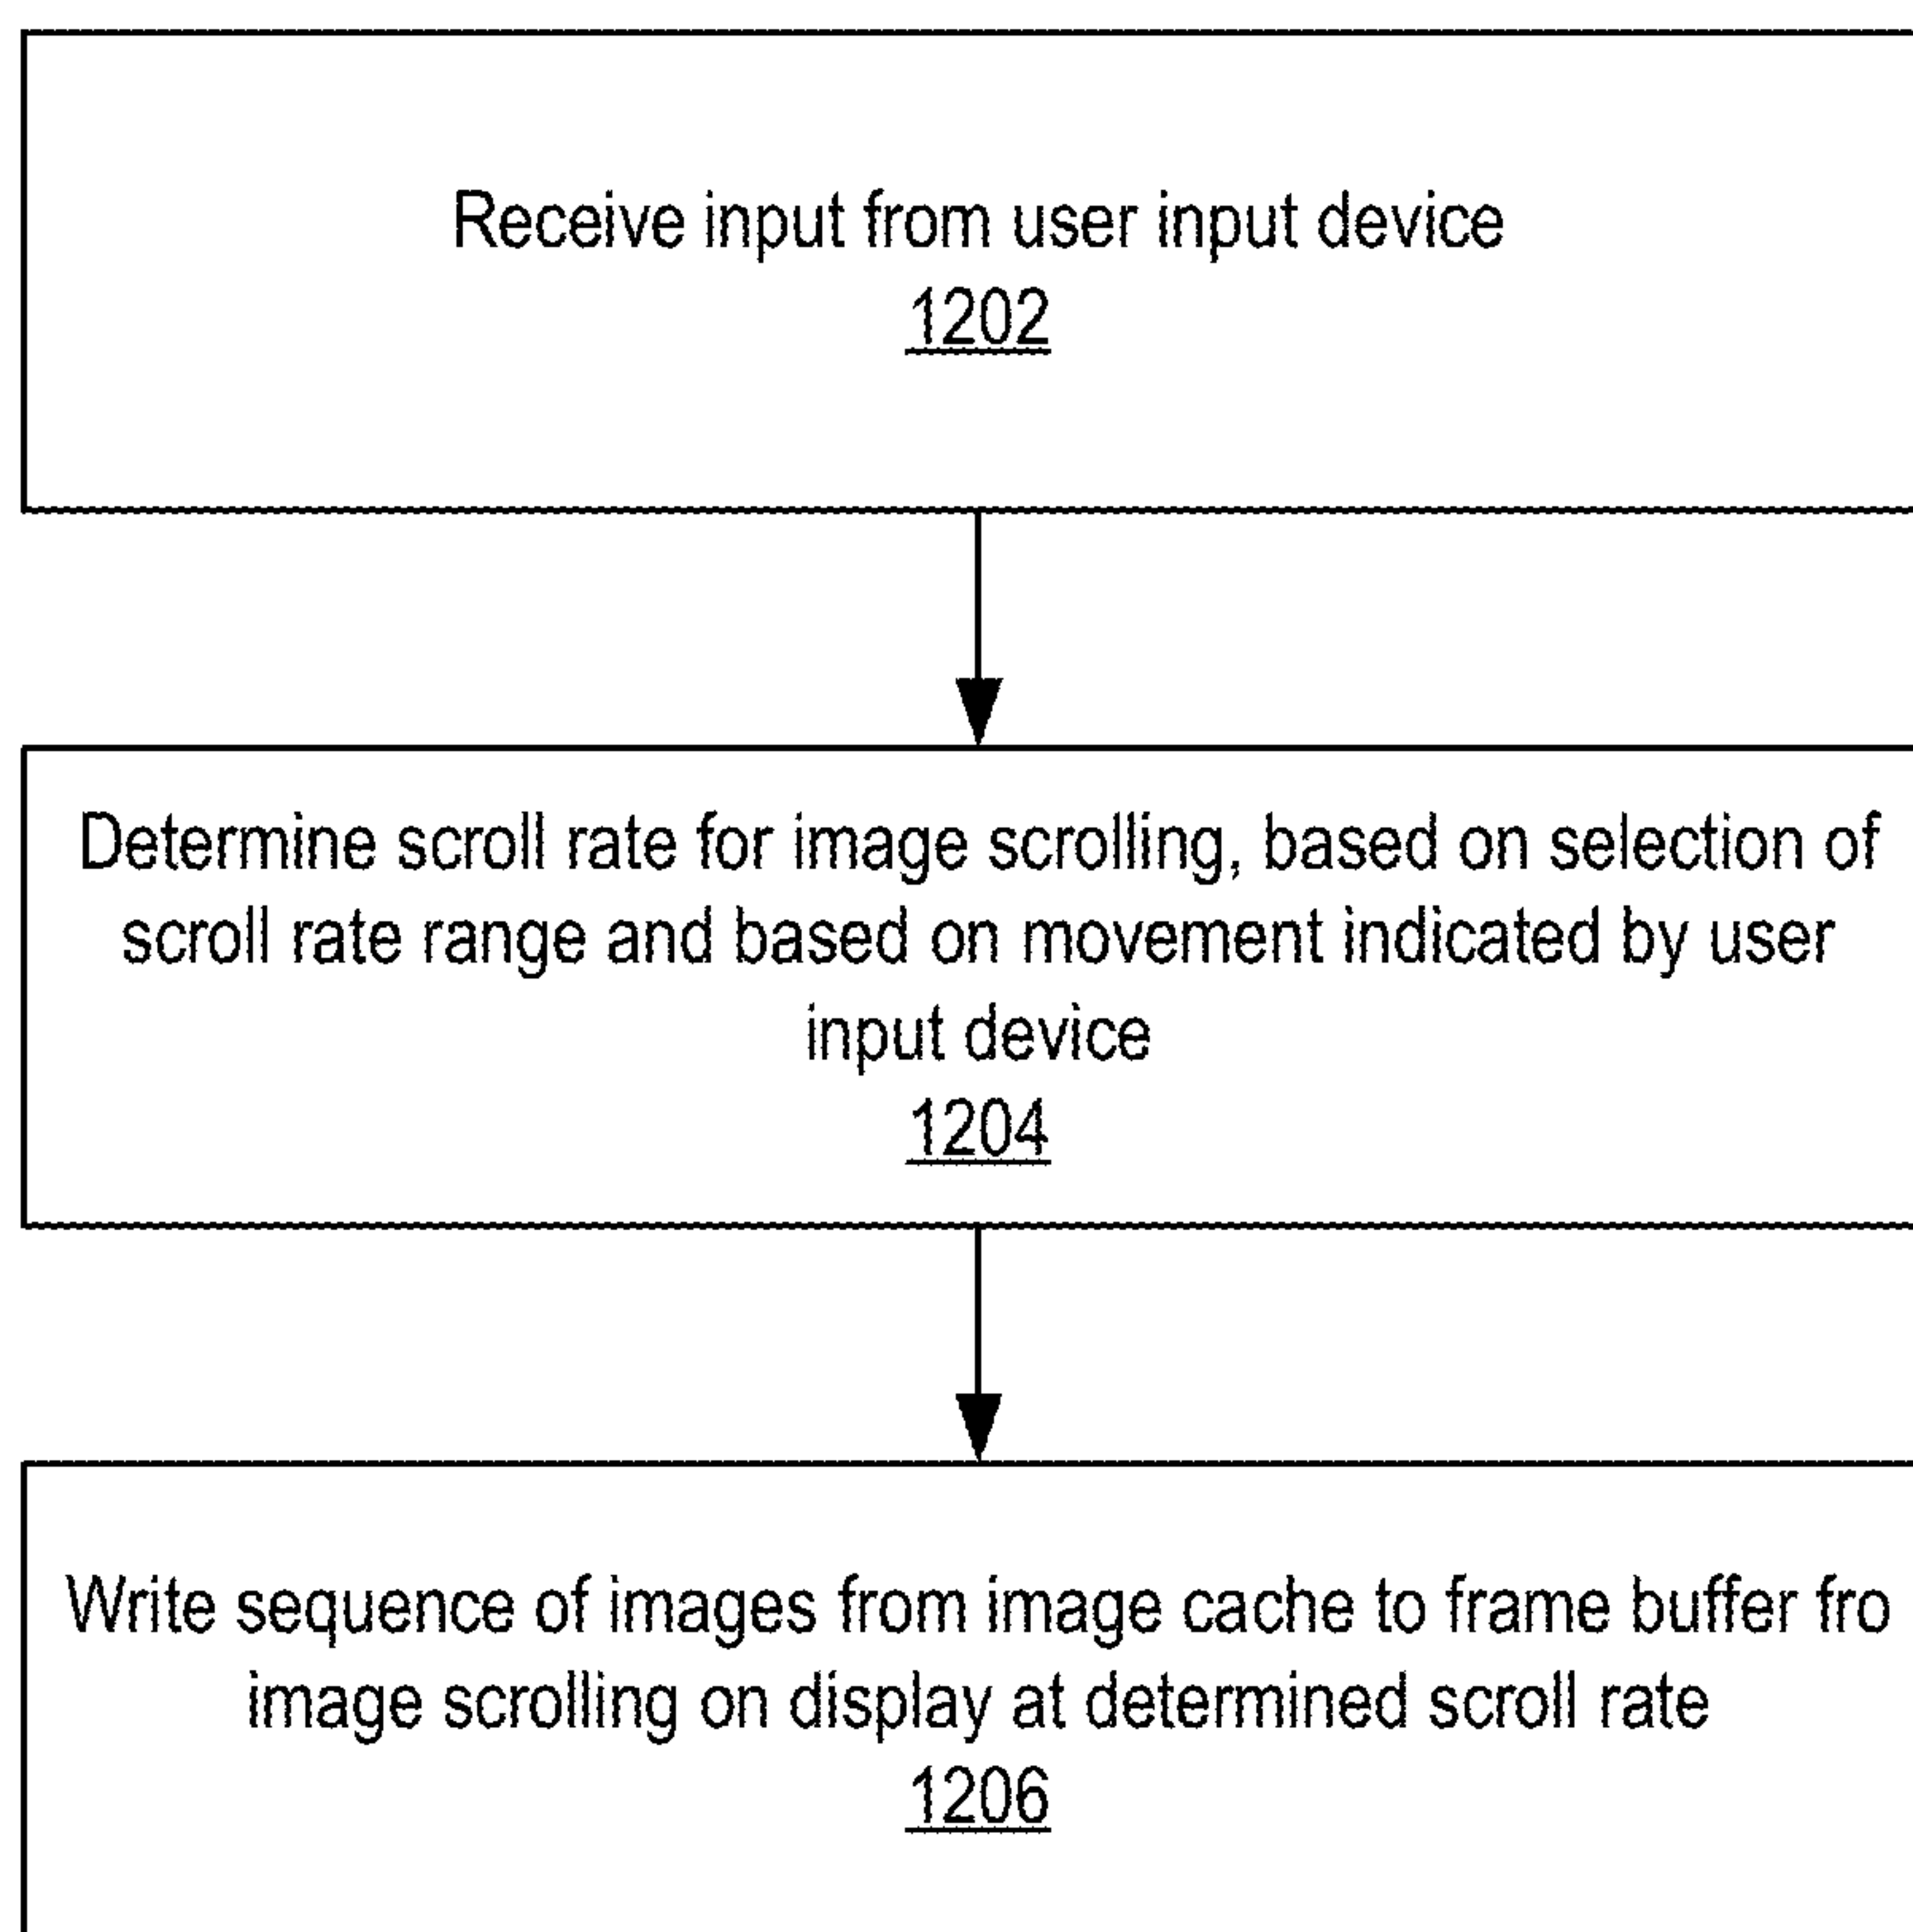 Receive input from user input device
1202
Determine scroll rate for image scrolling, based on selection of
scroll rate range and based on movement indicated by user
input device
1204
Write sequence of images from image cache to frame buffer fro
image scrolling on display at determined scroll rate
1206